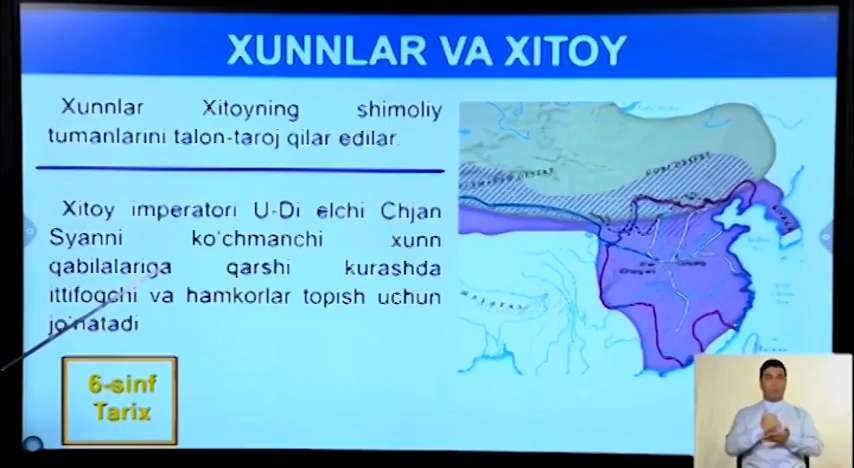 XUNNLAR VA XITOY
Xunnlar Xitoyning shimoliy
tumanlarini talon-taroj qilar edilar.
Xitoy imperatori U-Di elchi Chjan
Syanni ko'chmanchi xunn
qabilalariga qarshi kurashda
ittifoqchi va hamkorlar topish uchun
jo'natadi
6-sinf
Tarix